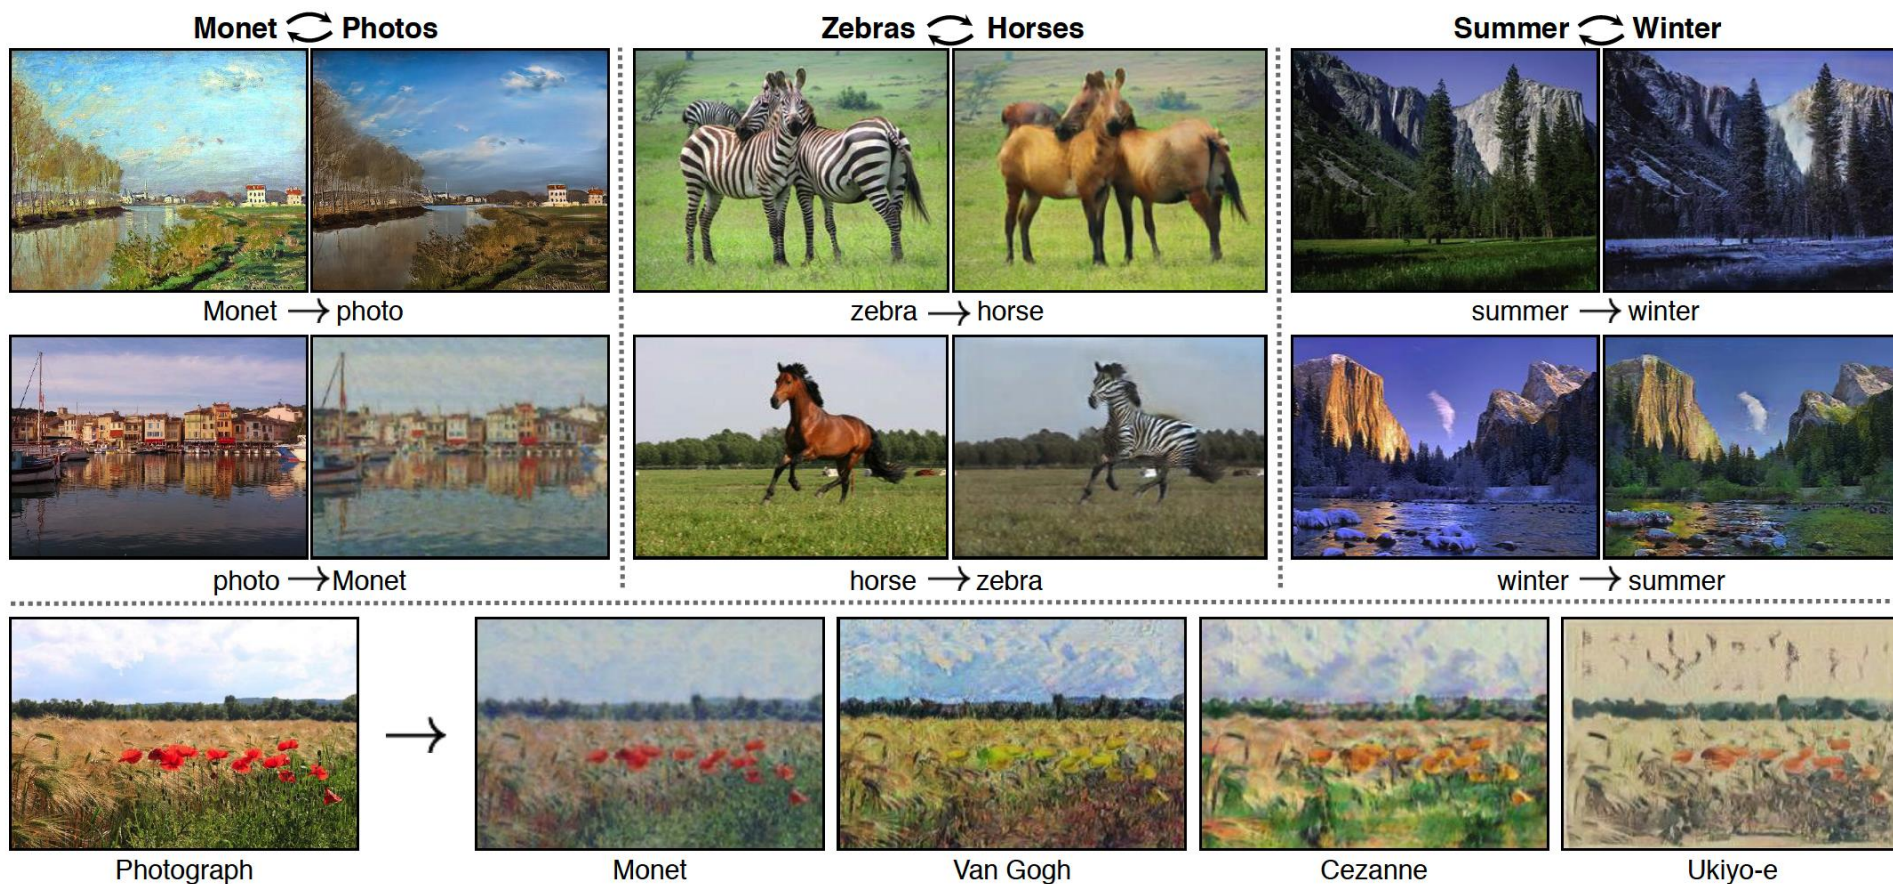 Monet Photos
Zebras Horses
Summer Winter
Monet → photo
zebra → horse
summer → winter
photo → Monet
horse → zebra
winter → summer
→
Photograph
Monet
Van Gogh
Cezanne
Ukiyo-e